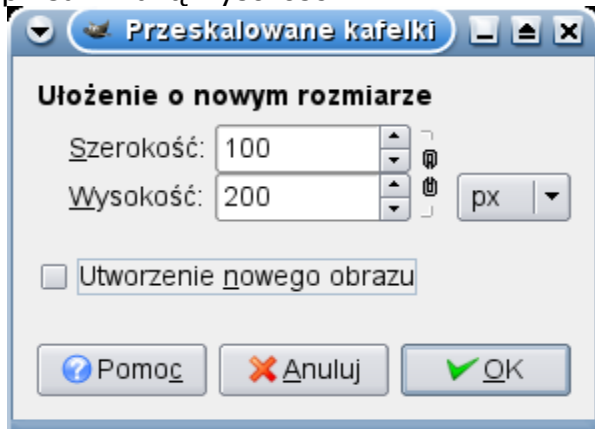 Przeskalowane kafelki
Ułożenie o nowym rozmiarze
Szerokość: 100
Wysokość: 200 px
Utworzenie nowego obrazu
Pomoc Anuluj OK